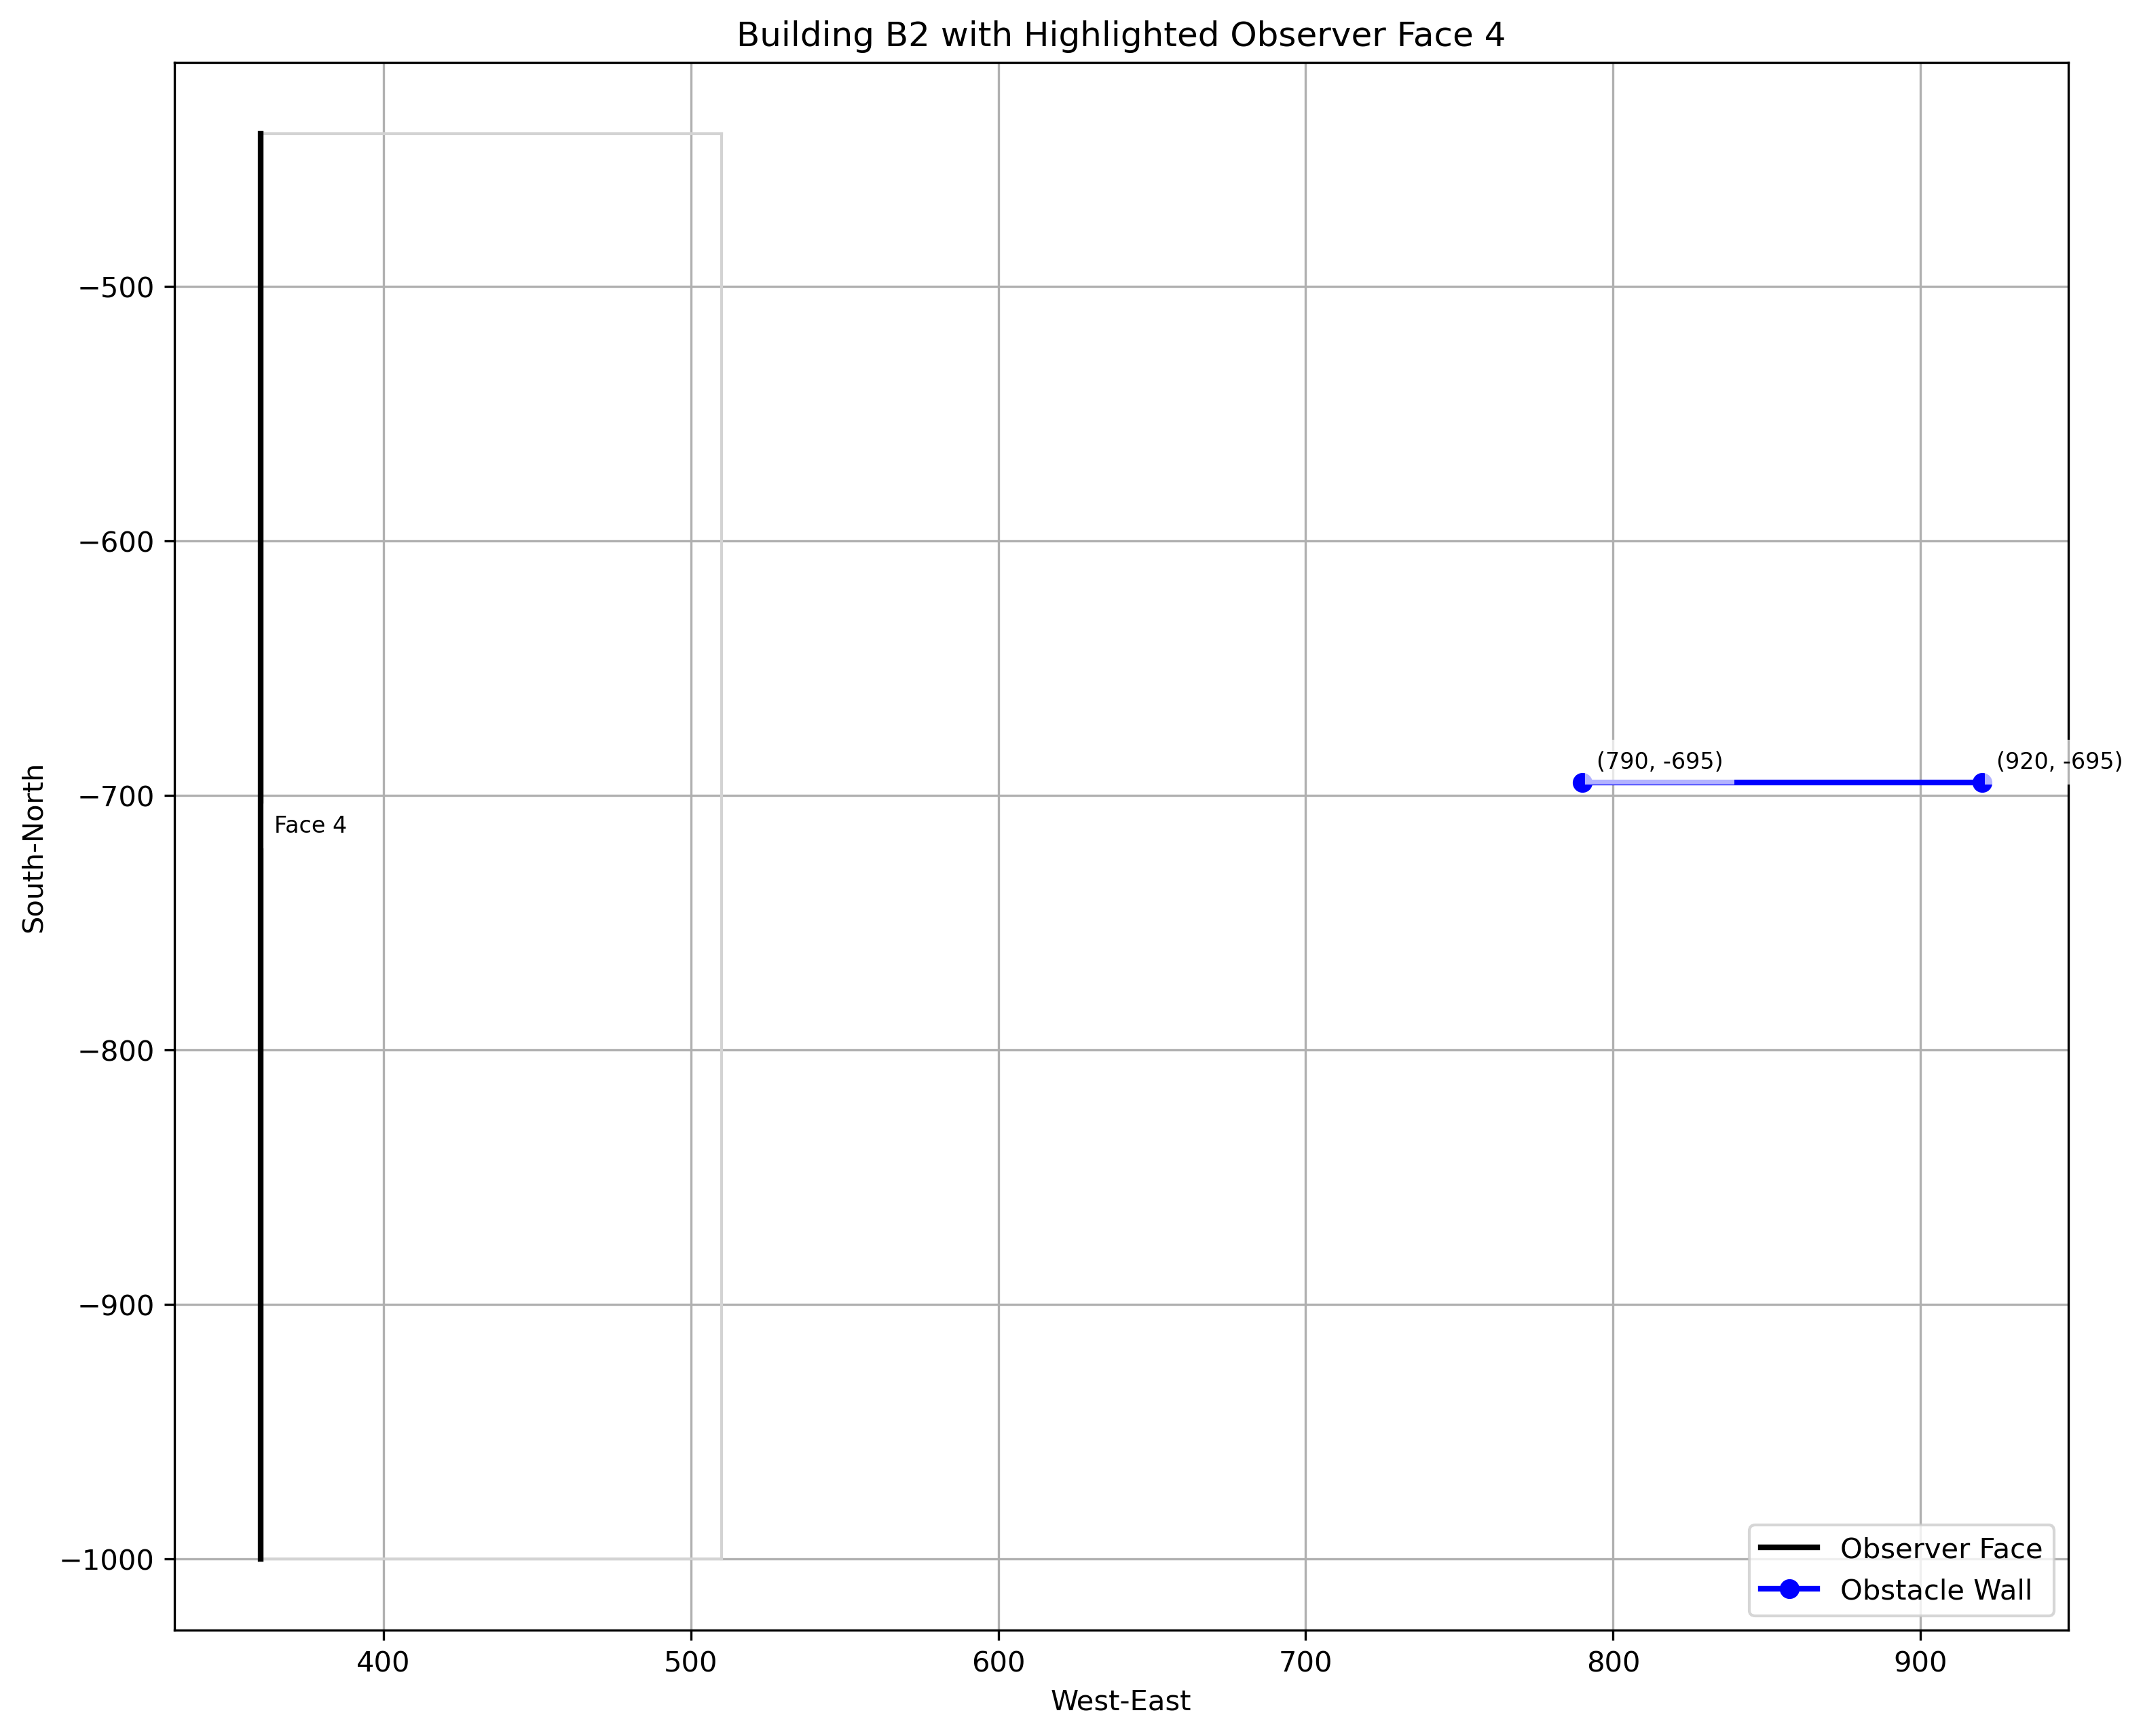 Building B2 with Highlighted Observer Face 4
South-North
−500
−600
−700
−800
−900
−1000
(790, -695)
(920, -695)
Face 4
Observer Face
Obstacle Wall
400
500
600
700
800
900
West-East